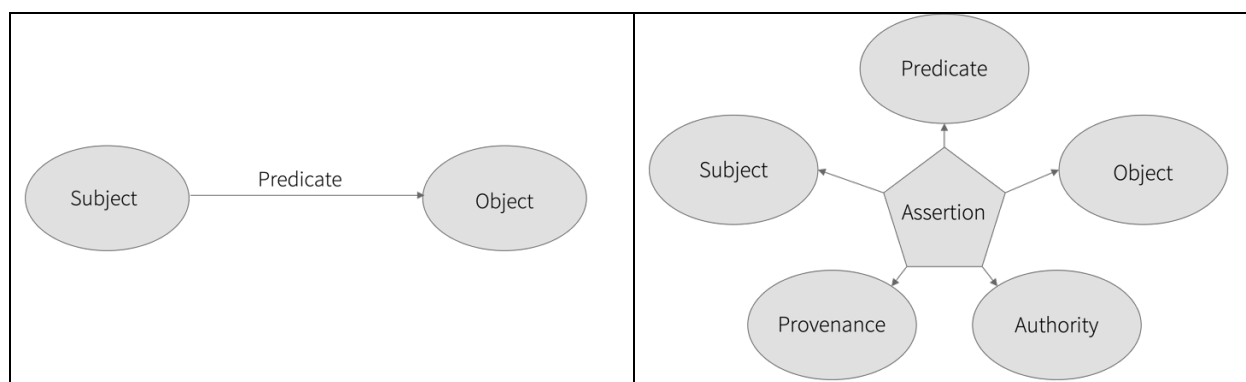 Subject
Predicate
Object
Predicate
Subject
Object
Assertion
Provenance
Authority